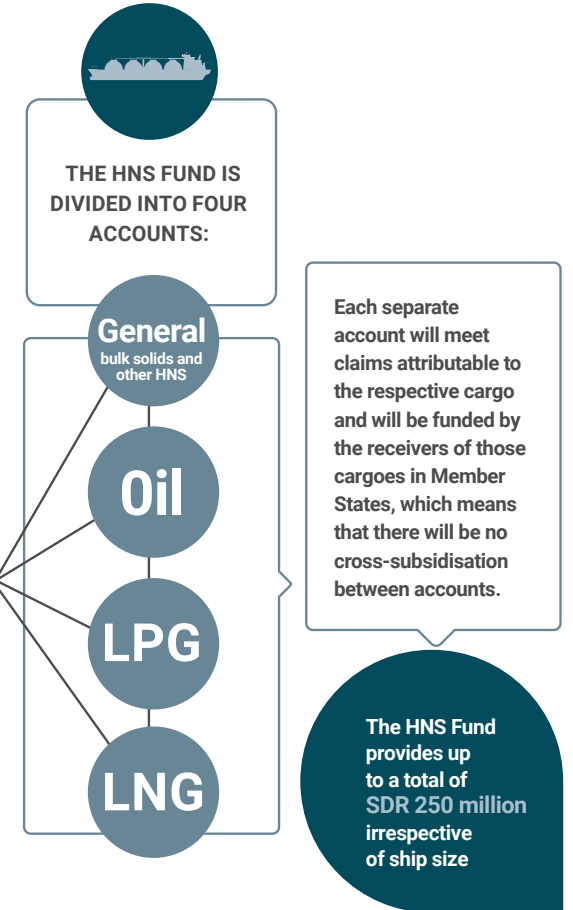 THE HNS FUND IS
DIVIDED INTO FOUR
ACCOUNTS:
General
bulk solids and
other HNS
Oil
LPG
LNG
Each separate
account will meet
claims attributable to
the respective cargo
and will be funded by
the receivers of those
cargoes in Member
States, which means
that there will be no
cross-subsidisation
between accounts.
The HNS Fund
provides up
to a total of
SDR 250 million
irrespective
of ship size